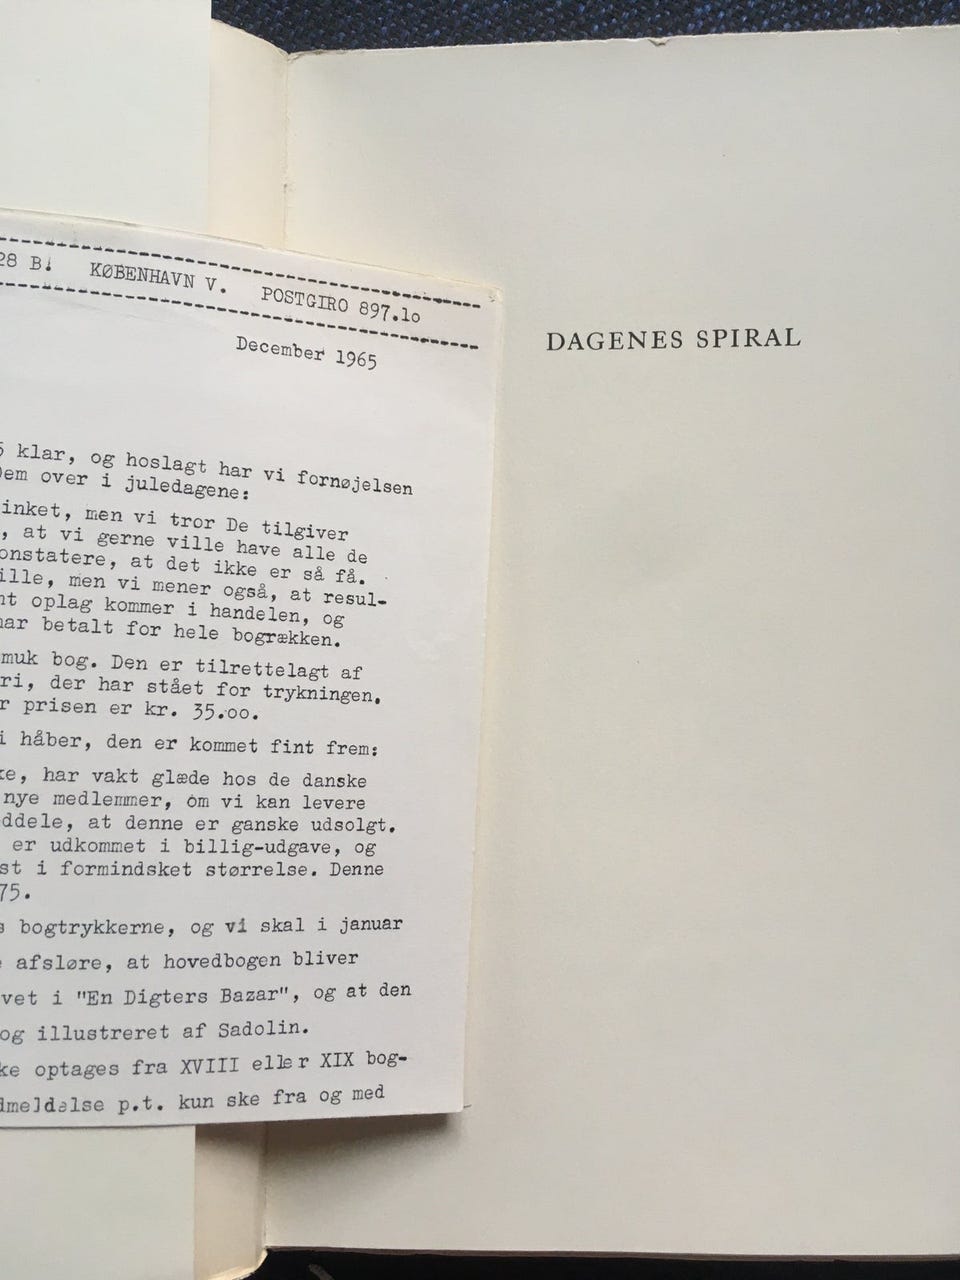 28 B. KØBENHAVN V. POSTGIRO 897.lo
December 1965
klar, og hoslagt har vi fornøjelsen
Dem over i juledagene:
inket, men vi tror De tilgiver
, at vi gerne ville have alle de
onstatere, at det ikke er så få.
ille, men vi mener også, at resul-
nt oplag kommer i handelen, og
har betalt for hele bogrækken.
muk bog. Den er tilrettelagt af
ri, der har stået for trykningen,
r prisen er kr. 35.oo.
i håber, den er kommet fint frem:
ke, har vakt glæde hos de danske
nye medlemmer, om vi kan levere
ddele, at denne er ganske udsolgt.
er udkommet i billig-udgave, og
st i formindsket størrelse. Denne
75.
s bogtrykkerne, og vi skal i januar
afsløre, at hovedbogen bliver
vet i "En Digters Bazar", og at den
og illustreret af Sadolin.
ke optages fra XVIII eller XIX bog-
dmeldelse p.t. kun ske fra og med
DAGENES SPIRAL